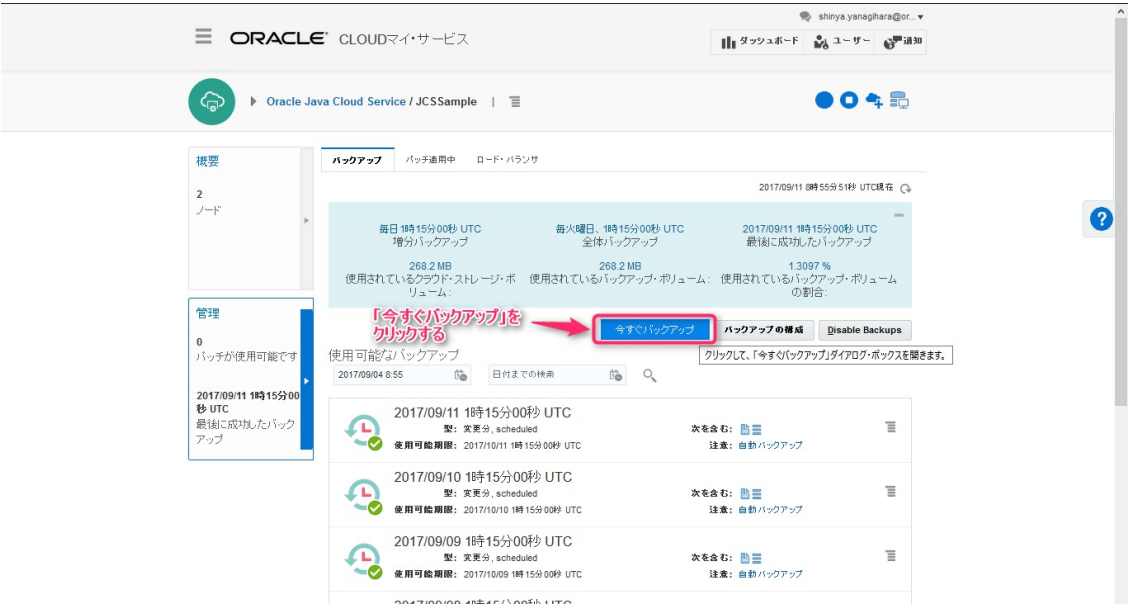 shinya.yanagihara@or...
ORACLE CLOUDマイ・サービス
ダッシュボード ユーザー 通知
Oracle Java Cloud Service / JCSSample
概要
2
ノード
管理
0
パッチが使用可能です
2017/09/11 1時15分00
秒 UTC
最後に成功したバック
アップ
バックアップ パッチ適用中 ロード・バランサ
2017/09/11 8時55分51秒 UTC現在
毎日 1時15分00秒 UTC 毎火曜日、1時15分00秒 UTC 2017/09/11 1時15分00秒 UTC
増分バックアップ 全体バックアップ 最後に成功したバックアップ
268.2 MB 268.2 MB 1.3097 %
使用されているクラウド・ストレージ・ボ 使用されているバックアップ・ボリューム: 使用されているバックアップ・ボリューム
リューム: の割合:
「今すぐバックアップ」を
クリックする
今すぐバックアップ バックアップの構成 Disable Backups
クリックして、「今すぐバックアップ」ダイアログ・ボックスを開きます。
使用可能なバックアップ
2017/09/04 8:55 日付までの検索
2017/09/11 1時15分00秒 UTC
型: 変更分, scheduled 次を含む:
使用可能期限: 2017/10/11 1時15分00秒 UTC 注意: 自動バックアップ
2017/09/10 1時15分00秒 UTC
型: 変更分, scheduled 次を含む:
使用可能期限: 2017/10/10 1時15分00秒 UTC 注意: 自動バックアップ
2017/09/09 1時15分00秒 UTC
型: 変更分, scheduled 次を含む:
使用可能期限: 2017/10/09 1時15分00秒 UTC 注意: 自動バックアップ